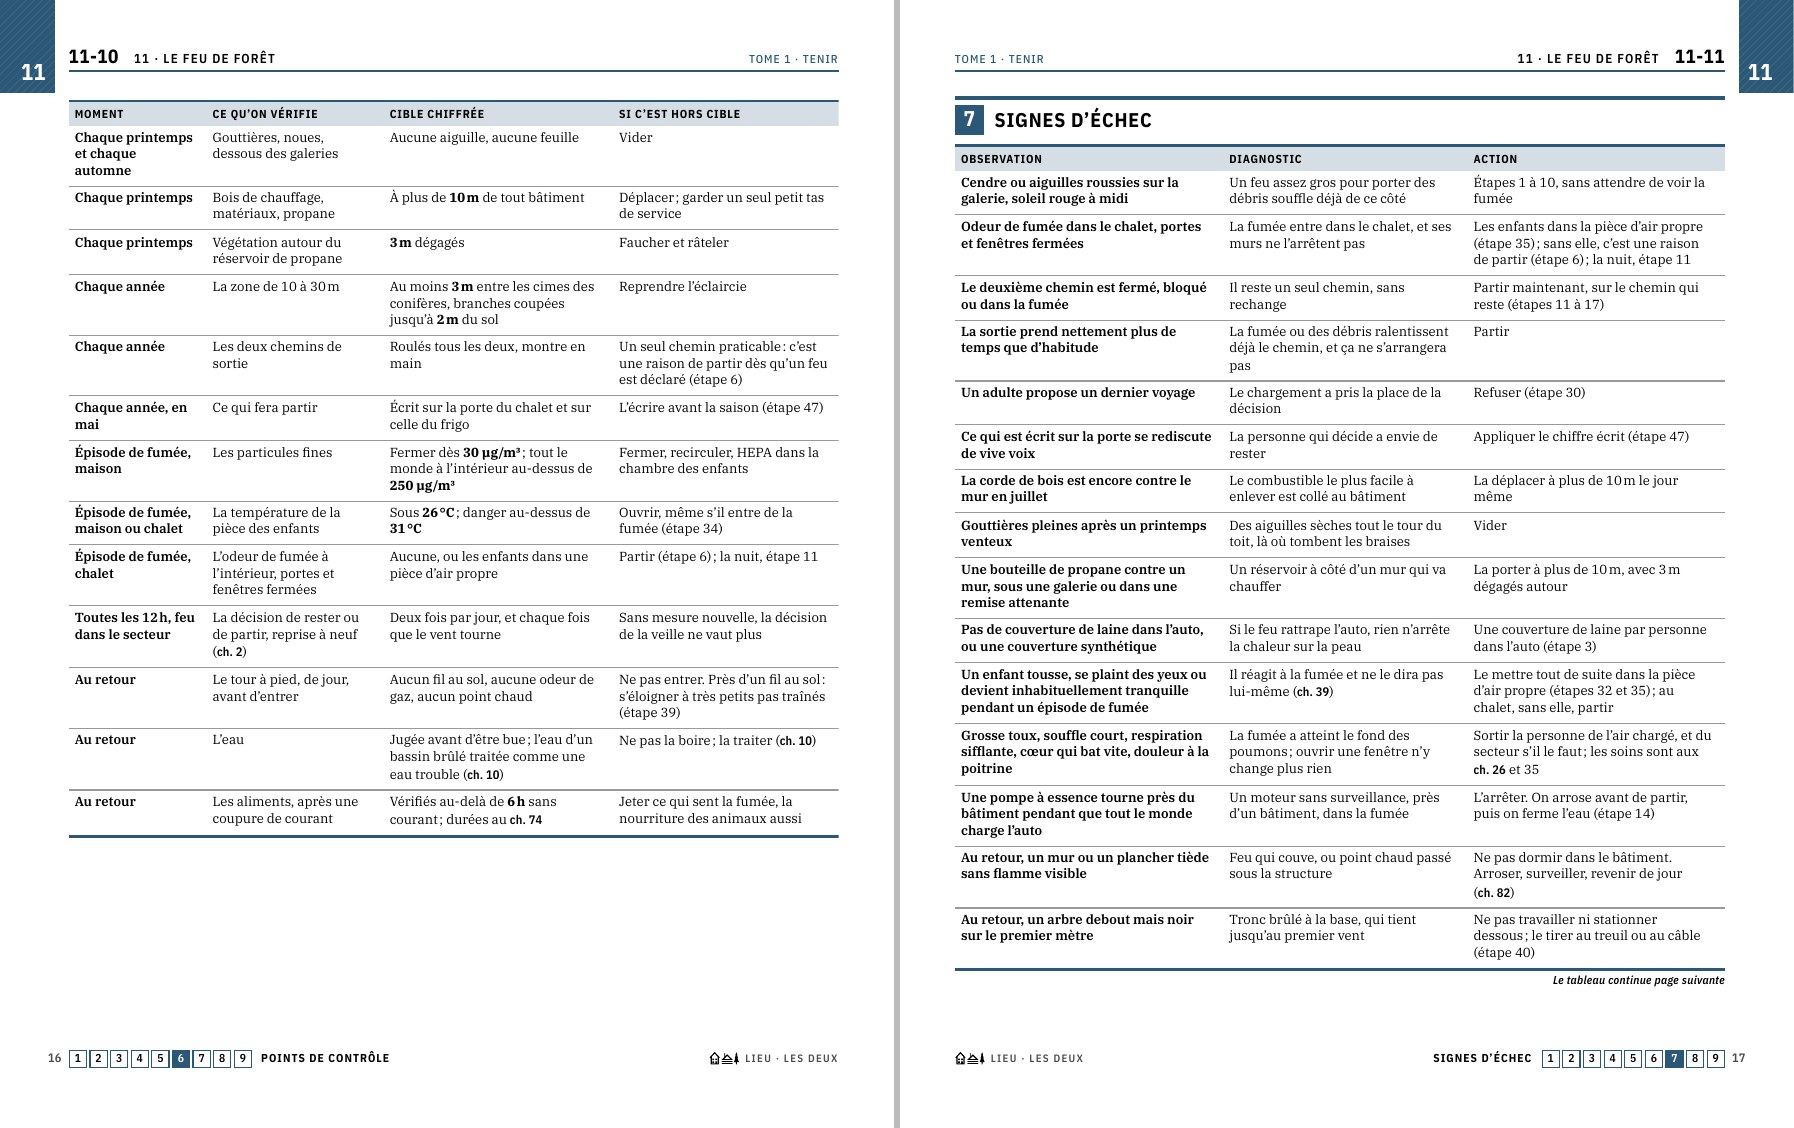 11
11-10 11 · LE FEU DE FORÊT TOME 1 · TENIR
MOMENT CE QU’ON VÉRIFIE CIBLE CHIFFRÉE SI C’EST HORS CIBLE
Chaque printemps Gouttières, noues, Aucune aiguille, aucune feuille Vider
et chaque dessous des galeries
automne
Chaque printemps Bois de chauffage, À plus de 10 m de tout bâtiment Déplacer ; garder un seul petit tas
matériaux, propane de service
Chaque printemps Végétation autour du 3 m dégagés Faucher et râteler
réservoir de propane
Chaque année La zone de 10 à 30 m Au moins 3 m entre les cimes des Reprendre l’éclaircie
conifères, branches coupées
jusqu’à 2 m du sol
Chaque année Les deux chemins de Roulés tous les deux, montre en Un seul chemin praticable : c’est
sortie main une raison de partir dès qu’un feu
est déclaré (étape 6)
Chaque année, en Ce qui fera partir Écrit sur la porte du chalet et sur L’écrire avant la saison (étape 47)
mai celle du frigo
Épisode de fumée, Les particules fines Fermer dès 30 µg/m³ ; tout le Fermer, recirculer, HEPA dans la
maison monde à l’intérieur au-dessus de chambre des enfants
250 µg/m³
Épisode de fumée, La température de la Sous 26 °C ; danger au-dessus de Ouvrir, même s’il entre de la
maison ou chalet pièce des enfants 31 °C fumée (étape 34)
Épisode de fumée, L’odeur de fumée à Aucune, ou les enfants dans une Partir (étape 6) ; la nuit, étape 11
chalet l’intérieur, portes et pièce d’air propre
fenêtres fermées
Toutes les 12 h, feu La décision de rester ou Deux fois par jour, et chaque fois Sans mesure nouvelle, la décision
dans le secteur de partir, reprise à neuf que le vent tourne de la veille ne vaut plus
(ch. 2)
Au retour Le tour à pied, de jour, Aucun fil au sol, aucune odeur de Ne pas entrer. Près d’un fil au sol :
avant d’entrer gaz, aucun point chaud s’éloigner à très petits pas traînés
(étape 39)
Au retour L’eau Jugée avant d’être bue ; l’eau d’un Ne pas la boire ; la traiter (ch. 10)
bassin brûlé traitée comme une
eau trouble (ch. 10)
Au retour Les aliments, après une Vérifiés au-delà de 6 h sans Jeter ce qui sent la fumée, la
coupure de courant courant ; durées au ch. 74 nourriture des animaux aussi
16 1 2 3 4 5 6 7 8 9 POINTS DE CONTRÔLE LIEU · LES DEUX
TOME 1 · TENIR 11 · LE FEU DE FORÊT 11-11
11
7 SIGNES D’ÉCHEC
OBSERVATION DIAGNOSTIC ACTION
Cendre ou aiguilles roussies sur la Un feu assez gros pour porter des Étapes 1 à 10, sans attendre de voir la
galerie, soleil rouge à midi débris souffle déjà de ce côté fumée
Odeur de fumée dans le chalet, portes La fumée entre dans le chalet, et ses Les enfants dans la pièce d’air propre
et fenêtres fermées murs ne l’arrêtent pas (étape 35) ; sans elle, c’est une raison
de partir (étape 6) ; la nuit, étape 11
Le deuxième chemin est fermé, bloqué Il reste un seul chemin, sans Partir maintenant, sur le chemin qui
ou dans la fumée rechange reste (étapes 11 à 17)
La sortie prend nettement plus de La fumée ou des débris ralentissent Partir
temps que d’habitude déjà le chemin, et ça ne s’arrangera
pas
Un adulte propose un dernier voyage Le chargement a pris la place de la Refuser (étape 30)
décision
Ce qui est écrit sur la porte se rediscute La personne qui décide a envie de Appliquer le chiffre écrit (étape 47)
de vive voix rester
La corde de bois est encore contre le Le combustible le plus facile à La déplacer à plus de 10 m le jour
mur en juillet enlever est collé au bâtiment même
Gouttières pleines après un printemps Des aiguilles sèches tout le tour du Vider
venteux toit, là où tombent les braises
Une bouteille de propane contre un Un réservoir à côté d’un mur qui va La porter à plus de 10 m, avec 3 m
mur, sous une galerie ou dans une chauffer dégagés autour
remise attenante
Pas de couverture de laine dans l’auto, Si le feu rattrape l’auto, rien n’arrête Une couverture de laine par personne
ou une couverture synthétique la chaleur sur la peau dans l’auto (étape 3)
Un enfant tousse, se plaint des yeux ou Il réagit à la fumée et ne le dira pas Le mettre tout de suite dans la pièce
devient inhabituellement tranquille lui-même (ch. 39) d’air propre (étapes 32 et 35) ; au
pendant un épisode de fumée chalet, sans elle, partir
Grosse toux, souffle court, respiration La fumée a atteint le fond des Sortir la personne de l’air chargé, et du
sifflante, cœur qui bat vite, douleur à la poumons ; ouvrir une fenêtre n’y secteur s’il le faut ; les soins sont aux
poitrine change plus rien ch. 26 et 35
Une pompe à essence tourne près du Un moteur sans surveillance, près L’arrêter. On arrose avant de partir,
bâtiment pendant que tout le monde d’un bâtiment, dans la fumée puis on ferme l’eau (étape 14)
charge l’auto
Au retour, un mur ou un plancher tiède Feu qui couve, ou point chaud passé Ne pas dormir dans le bâtiment.
sans flamme visible sous la structure Arroser, surveiller, revenir de jour
(ch. 82)
Au retour, un arbre debout mais noir Tronc brûlé à la base, qui tient Ne pas travailler ni stationner
sur le premier mètre jusqu’au premier vent dessous ; le tirer au treuil ou au câble
(étape 40)
Le tableau continue page suivante
LIEU · LES DEUX SIGNES D’ÉCHEC 1 2 3 4 5 6 7 8 9 17